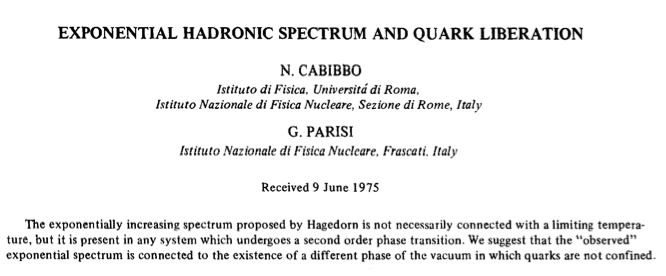 EXPONENTIAL HADRONIC SPECTRUM AND QUARK LIBERATION
N. CABIBBO
Istituto di Fisica, Universitá di Roma,
Istituto Nazionale di Fisica Nucleare, Sezione di Rome, Italy
G. PARISI
Istituto Nazionale di Fisica Nucleare, Frascati, Italy
Received 9 June 1975
The exponentially increasing spectrum proposed by Hagedorn is not necessarily connected with a limiting tempera-
ture, but it is present in any system which undergoes a second order phase transition. We suggest that the "observed"
exponential spectrum is connected to the existence of a different phase of the vacuum in which quarks are not confined.